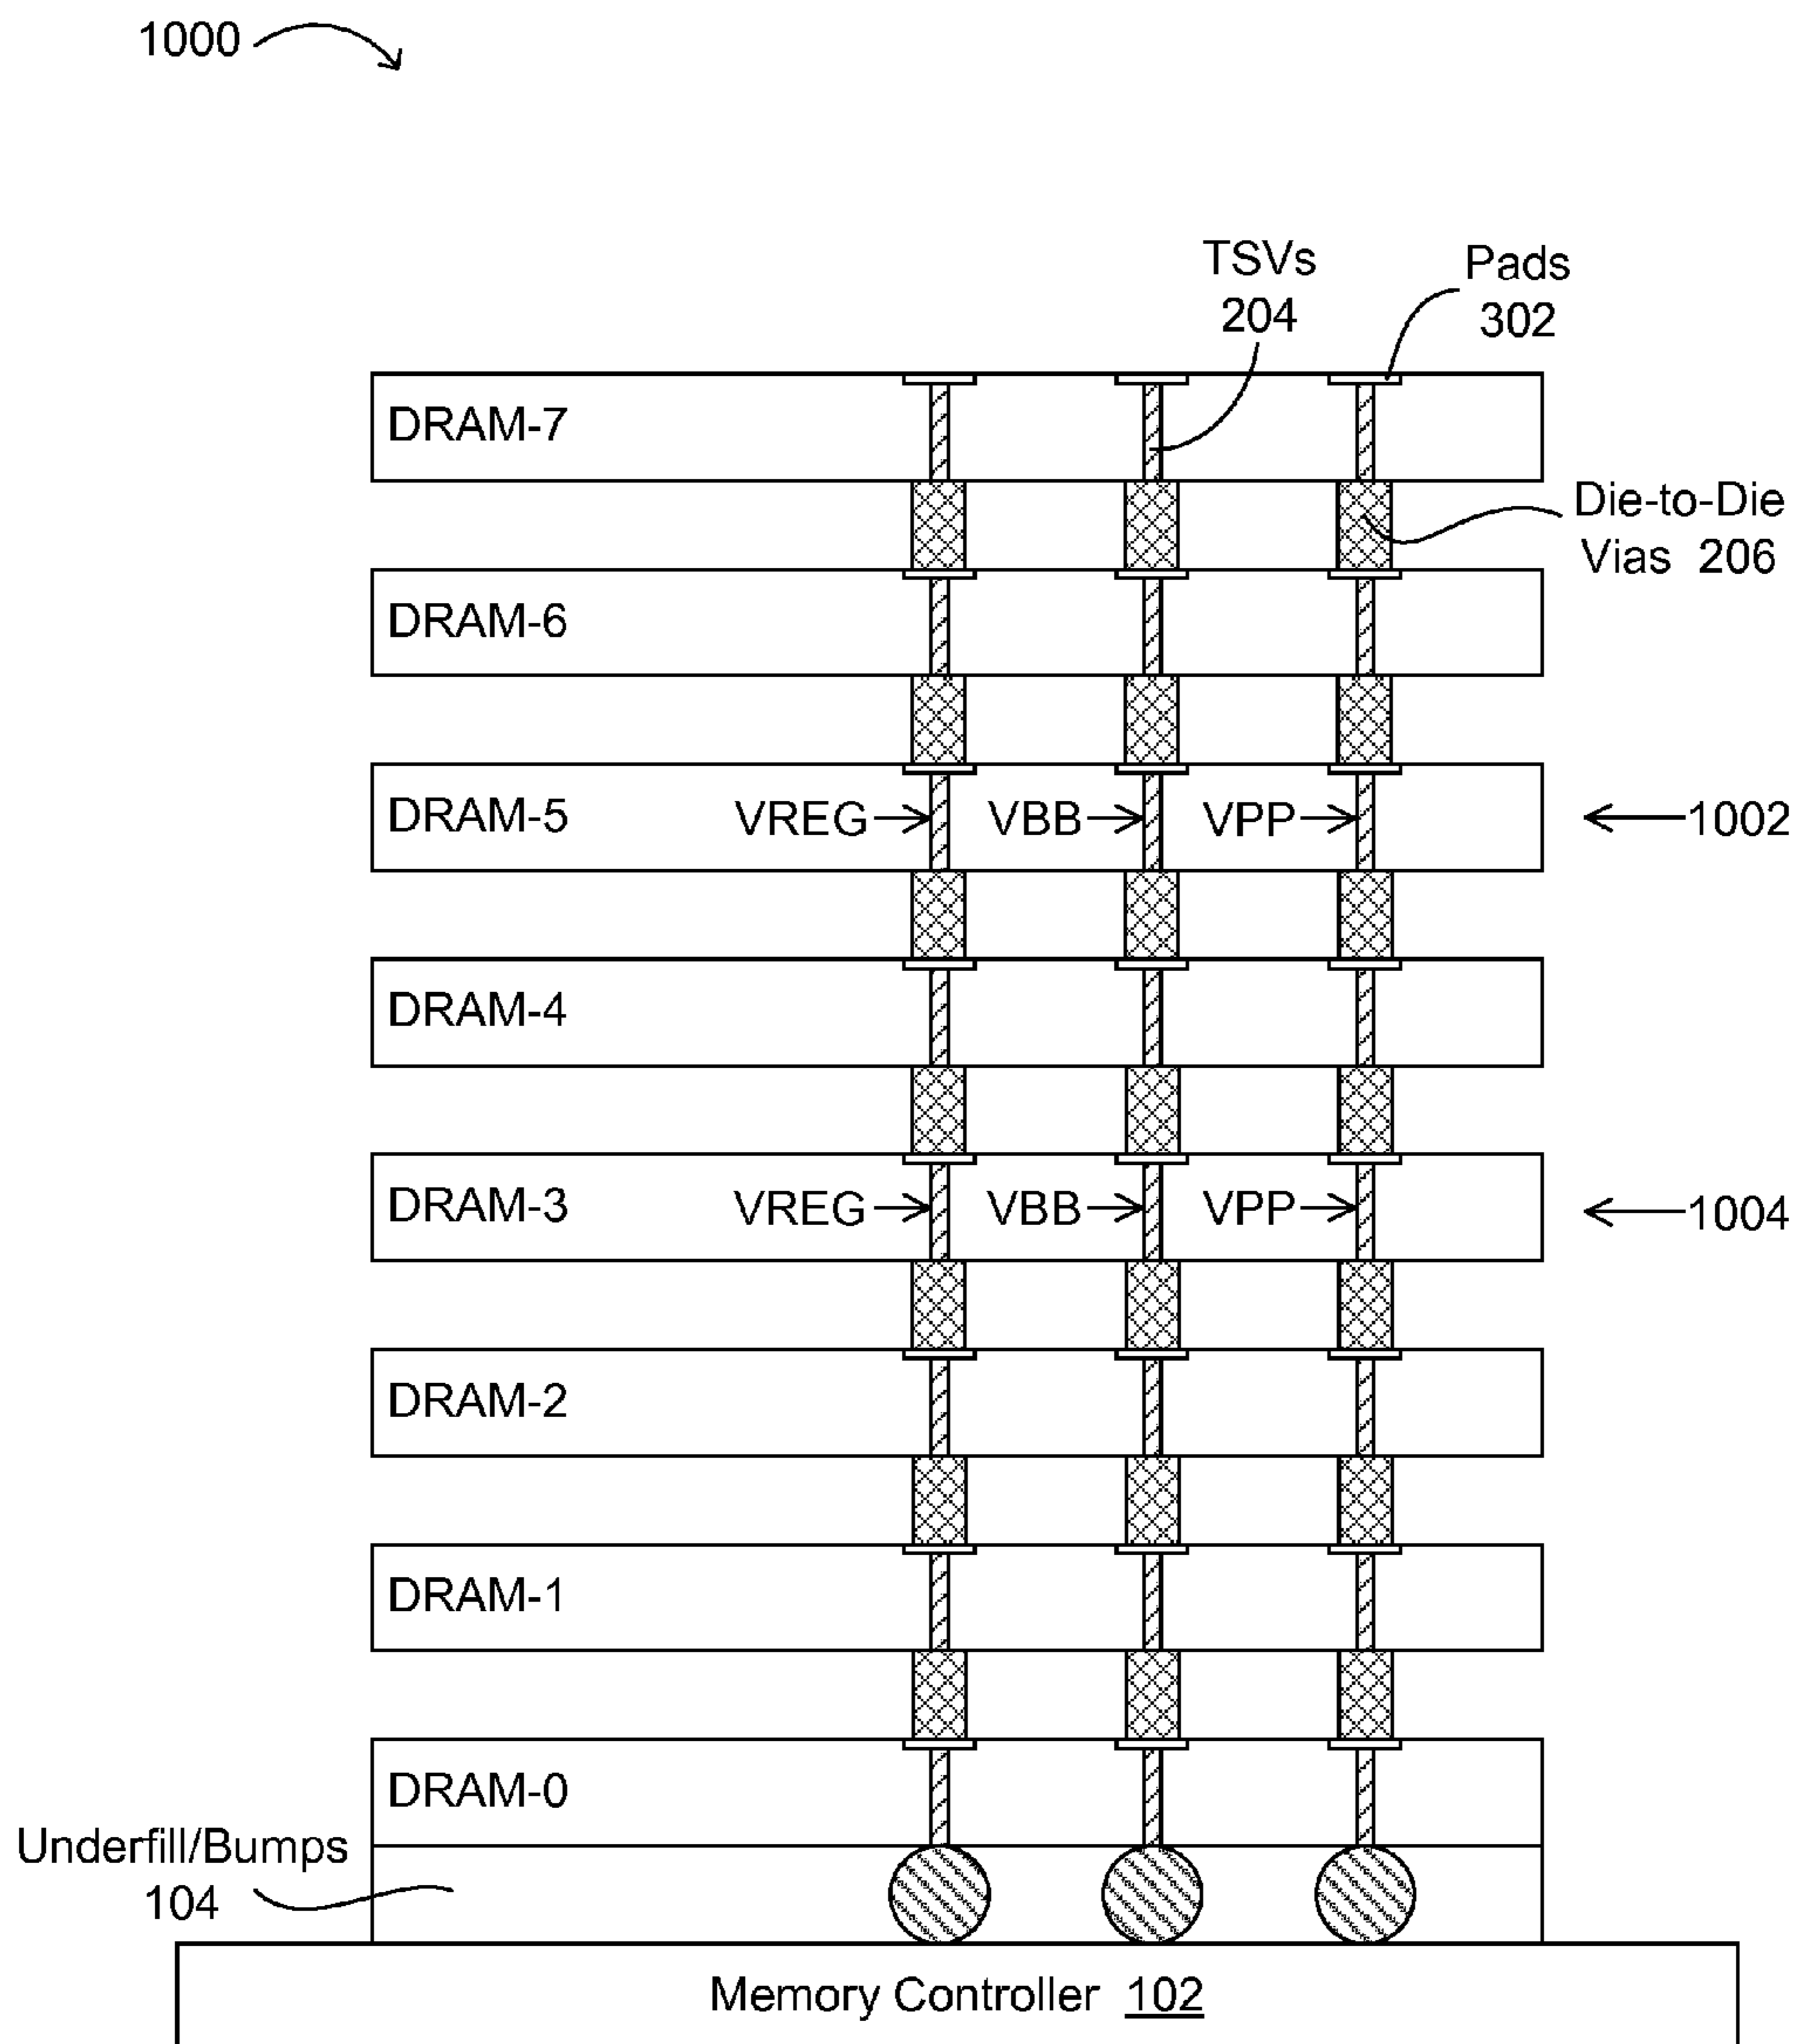 1000
TSVs
204
Pads
302
DRAM-7
Die-to-Die
Vias 206
DRAM-6
DRAM-5 VREG VBB VPP 1002
DRAM-4
DRAM-3 VREG VBB VPP 1004
DRAM-2
DRAM-1
DRAM-0
Underfill/Bumps
104
Memory Controller 102